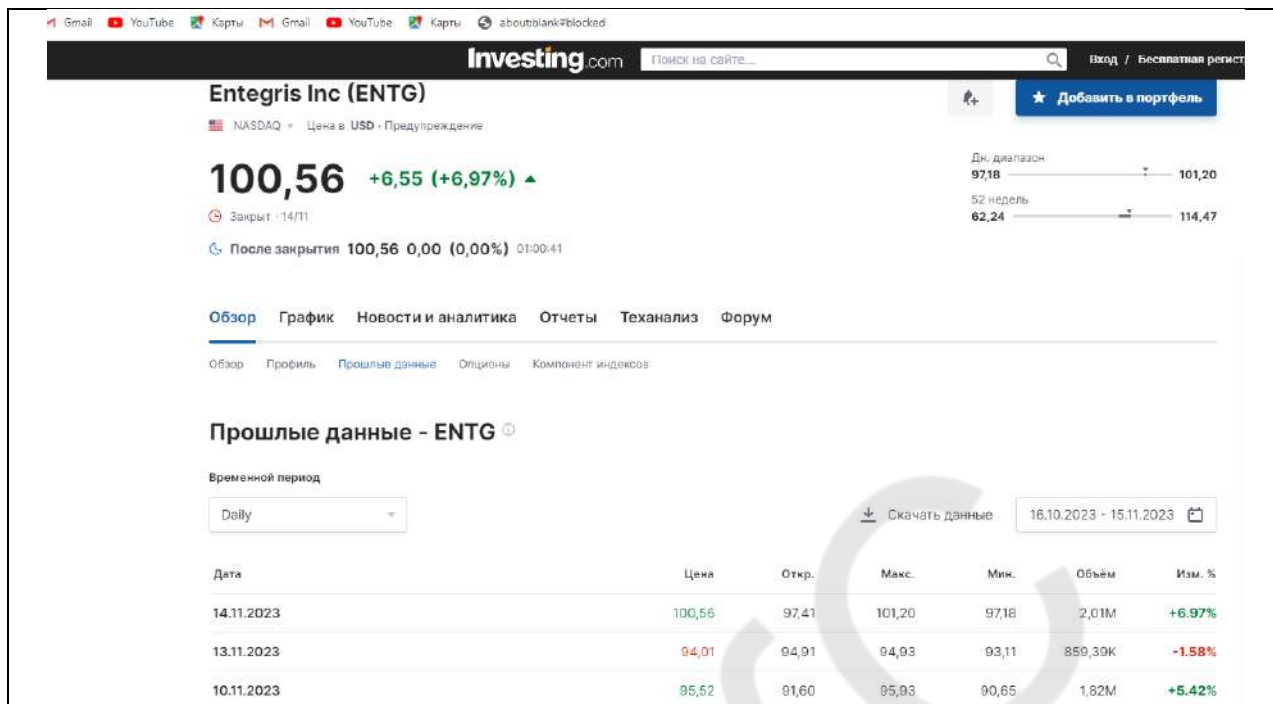 Gmail YouTube Карты Gmail YouTube Карты about:blank#blocked
Investing.com Поиск на сайте... Вход / Бесплатная регист
Entegris Inc (ENTG) Добавить в портфель
NASDAQ Цена в USD · Предупреждение
Дн. диапазон
100,56 +6,55 (+6,97%) 97,18 101,20
52 недель
Закрыт · 14/11 62,24 114,47
После закрытия 100,56 0,00 (0,00%) 01:00:41
Обзор График Новости и аналитика Отчеты Теханализ Форум
Обзор Профиль Прошлые данные Опционы Компонент индексов
Прошлые данные - ENTG
Временной период
Daily Скачать данные 16.10.2023 - 15.11.2023
Дата Цена Откр. Макс. Мин. Объём Изм. %
14.11.2023 100,56 97,41 101,20 97,18 2,01M +6.97%
13.11.2023 94,01 94,91 94,93 93,11 859,39K -1.58%
10.11.2023 95,52 91,60 95,93 90,65 1,82M +5.42%